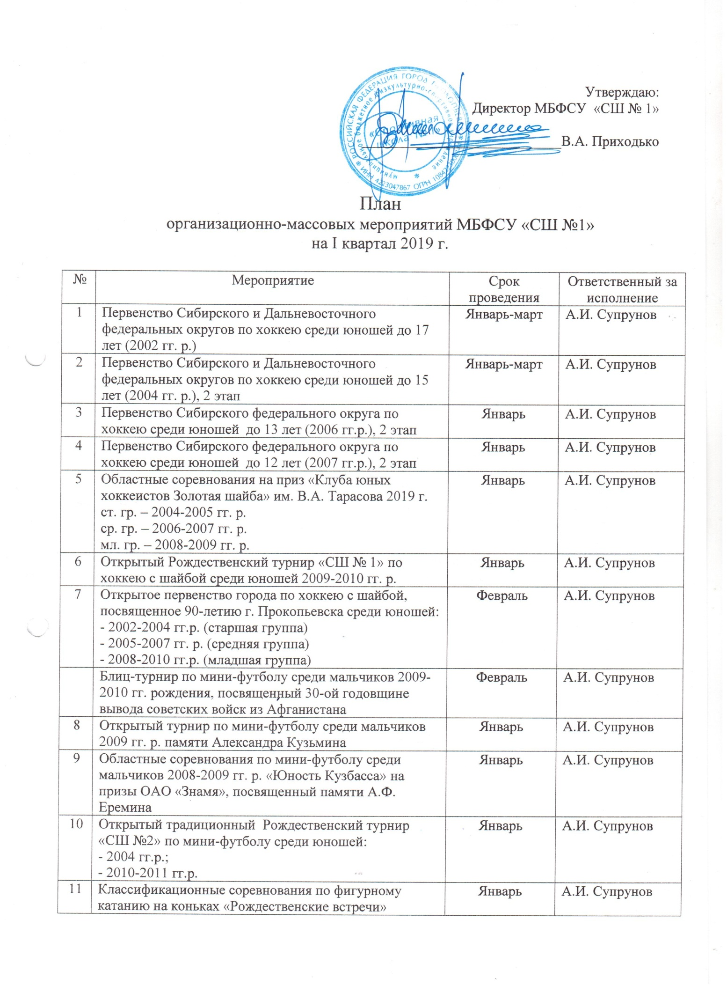 Утверждаю:
Директор МБФСУ «СШ № 1»
В.А. Приходько
РОССИЙСКАЯ ФЕДЕРАЦИЯ ГОРОД
муниципальное бюджетное физкультурно-спортивное учреждение
«Спортивная
школа №1»
ИНН 4223047867 ОГРН
План
организационно-массовых мероприятий МБФСУ «СШ №1»
на I квартал 2019 г.
№ Мероприятие Срок Ответственный за
проведения исполнение
1 Первенство Сибирского и Дальневосточного Январь-март А.И. Супрунов
федеральных округов по хоккею среди юношей до 17
лет (2002 гг. р.)
2 Первенство Сибирского и Дальневосточного Январь-март А.И. Супрунов
федеральных округов по хоккею среди юношей до 15
лет (2004 гг. р.), 2 этап
3 Первенство Сибирского федерального округа по Январь А.И. Супрунов
хоккею среди юношей до 13 лет (2006 гг.р.), 2 этап
4 Первенство Сибирского федерального округа по Январь А.И. Супрунов
хоккею среди юношей до 12 лет (2007 гг.р.), 2 этап
5 Областные соревнования на приз «Клуба юных Январь А.И. Супрунов
хоккеистов Золотая шайба» им. В.А. Тарасова 2019 г.
ст. гр. – 2004-2005 гг. р.
ср. гр. – 2006-2007 гг. р.
мл. гр. – 2008-2009 гг. р.
6 Открытый Рождественский турнир «СШ № 1» по Январь А.И. Супрунов
хоккею с шайбой среди юношей 2009-2010 гг. р.
7 Открытое первенство города по хоккею с шайбой, Февраль А.И. Супрунов
посвященное 90-летию г. Прокопьевска среди юношей:
- 2002-2004 гг.р. (старшая группа)
- 2005-2007 гг. р. (средняя группа)
- 2008-2010 гг.р. (младшая группа)
Блиц-турнир по мини-футболу среди мальчиков 2009- Февраль А.И. Супрунов
2010 гг. рождения, посвященный 30-ой годовщине
вывода советских войск из Афганистана
8 Открытый турнир по мини-футболу среди мальчиков Январь А.И. Супрунов
2009 гг. р. памяти Александра Кузьмина
9 Областные соревнования по мини-футболу среди Январь А.И. Супрунов
мальчиков 2008-2009 гг. р. «Юность Кузбасса» на
призы ОАО «Знамя», посвященный памяти А.Ф.
Еремина
10 Открытый традиционный Рождественский турнир Январь А.И. Супрунов
«СШ №2» по мини-футболу среди юношей:
- 2004 гг.р.;
- 2010-2011 гг.р.
11 Классификационные соревнования по фигурному Январь А.И. Супрунов
катанию на коньках «Рождественские встречи»